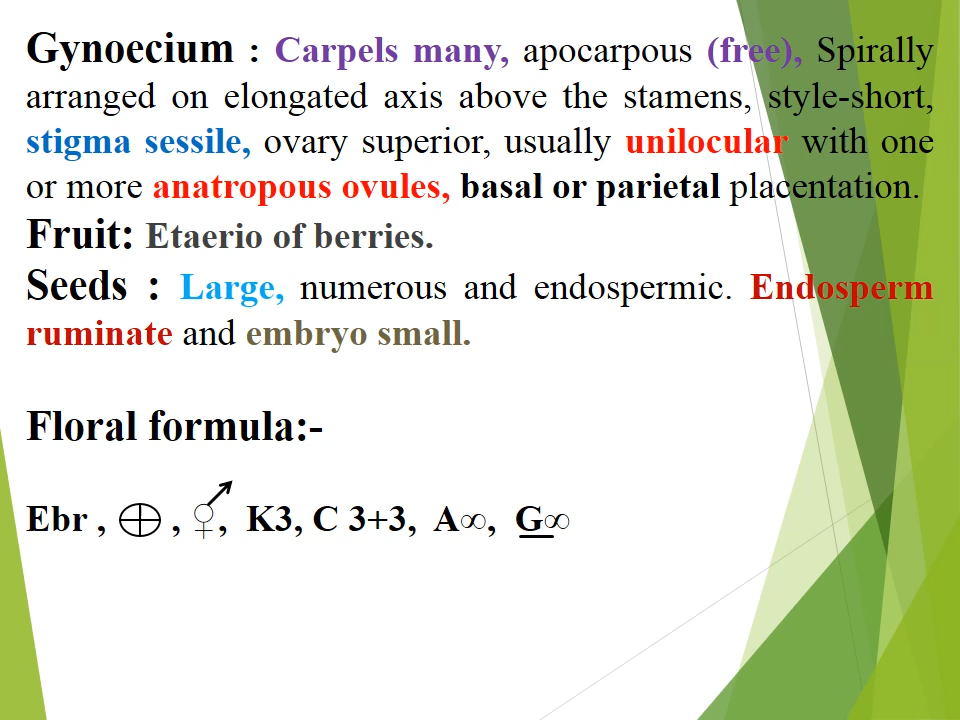 Gynoecium : Carpels many, apocarpous (free), Spirally
arranged on elongated axis above the stamens, style-short,
stigma sessile, ovary superior, usually unilocular with one
or more anatropous ovules, basal or parietal placentation.
Fruit: Etaerio of berries.
Seeds : Large, numerous and endospermic. Endosperm
ruminate and embryo small.
Floral formula:-
Ebr , ⊕ , ⚥, K3, C 3+3, A∞, G∞